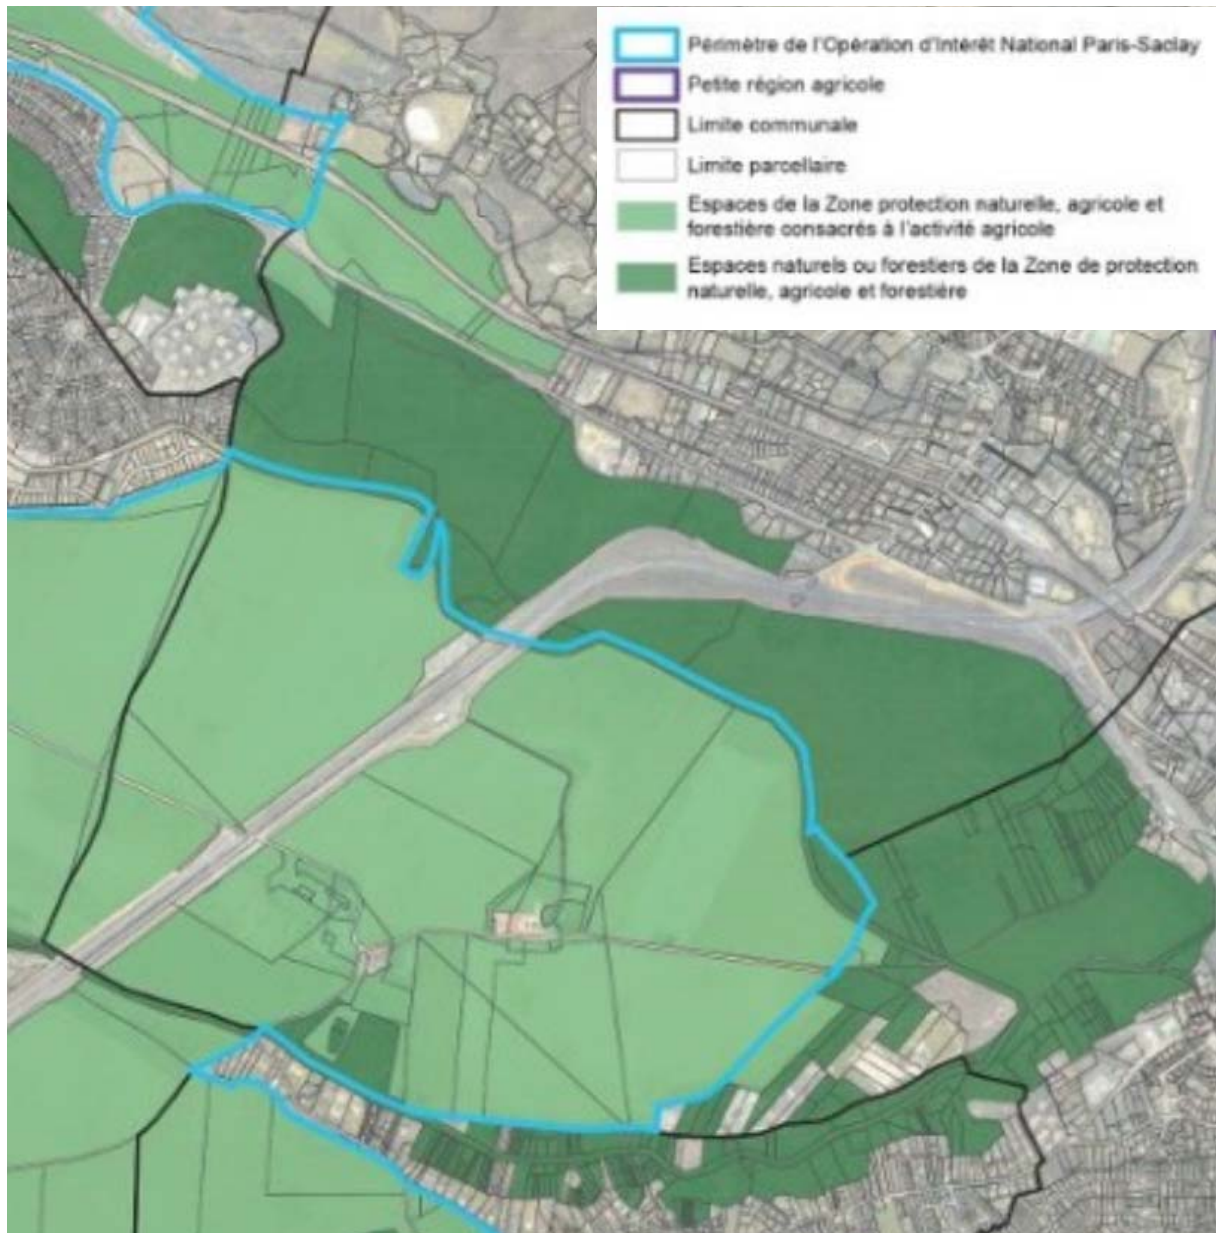 Périmètre de l'Opération d'Intérêt National Paris-Saclay
Petite région agricole
Limite communale
Limite parcellaire
Espaces de la Zone protection naturelle, agricole et
forestière consacrés à l'activité agricole
Espaces naturels ou forestiers de la Zone de protection
naturelle, agricole et forestière